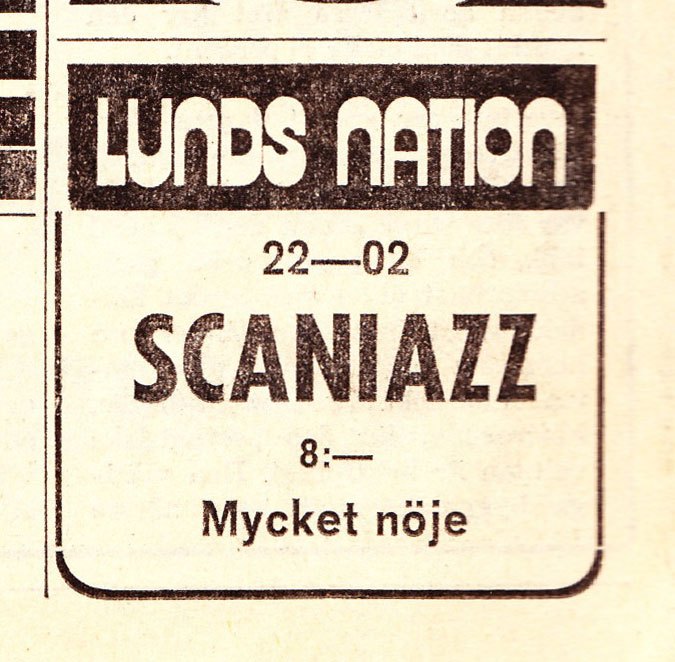 LUNDS NATION
22—02
SCANIAZZ
8:—
Mycket nöje